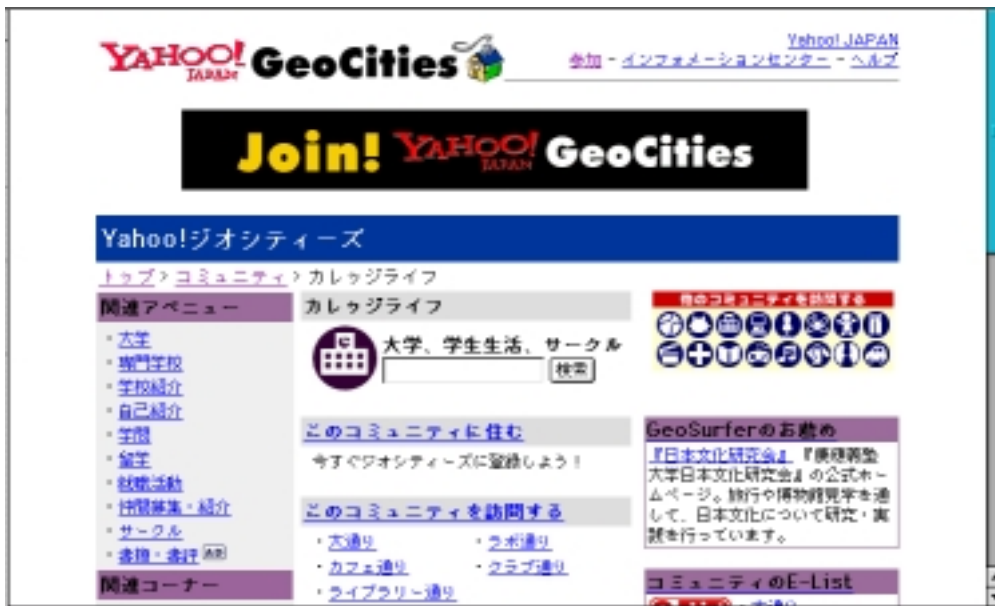 YAHOO! JAPAN GeoCities
Yahoo! JAPAN
参加 - インフォメーションセンター - ヘルプ
Join! YAHOO! JAPAN GeoCities
Yahoo!ジオシティーズ
トップ > コミュニティ > カレッジライフ
関連アベニュー
・大学
・専門学校
・学校紹介
・自己紹介
・学問
・留学
・就職活動
・仲間募集・紹介
・サークル
・書評
関連コーナー
カレッジライフ
大学、学生生活、サークル
検索
このコミュニティに住む
今すぐジオシティーズに登録しよう!
このコミュニティを訪問する
・大通り
・ラボ通り
・カフェ通り
・クラブ通り
・ライブラリー通り
他のコミュニティを訪問する
GeoSurferのお薦め
『日本文化研究会』『慶應義塾
大学日本文化研究会』の公式ホー
ムページ。旅行や博物館見学を通
して、日本文化について研究・実
践を行っています。
コミュニティのE-List
・大通り